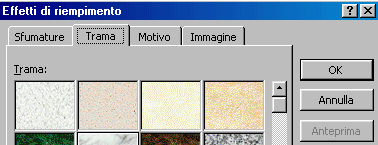 Effetti di riempimento
Sfumature Trama Motivo Immagine
Trama:
OK
Annulla
Anteprima